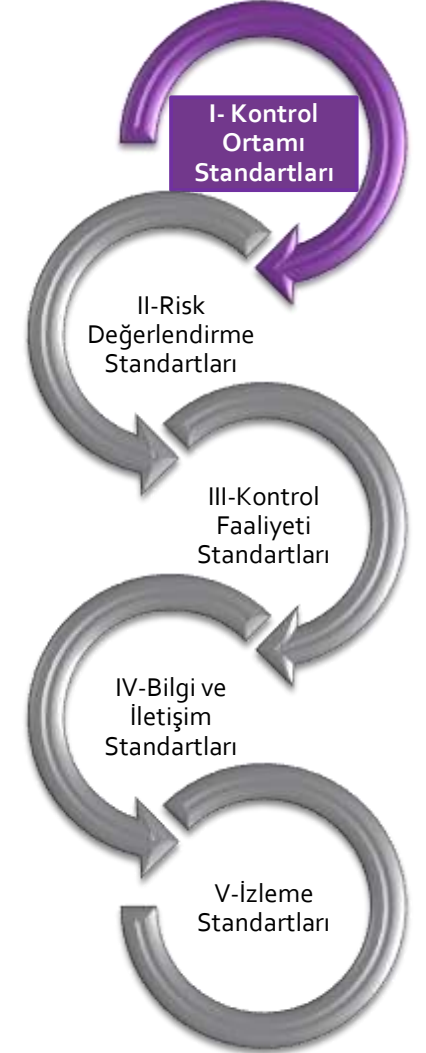 I- Kontrol
Ortamı
Standartları
II-Risk
Değerlendirme
Standartları
III-Kontrol
Faaliyeti
Standartları
IV-Bilgi ve
İletişim
Standartları
V-İzleme
Standartları